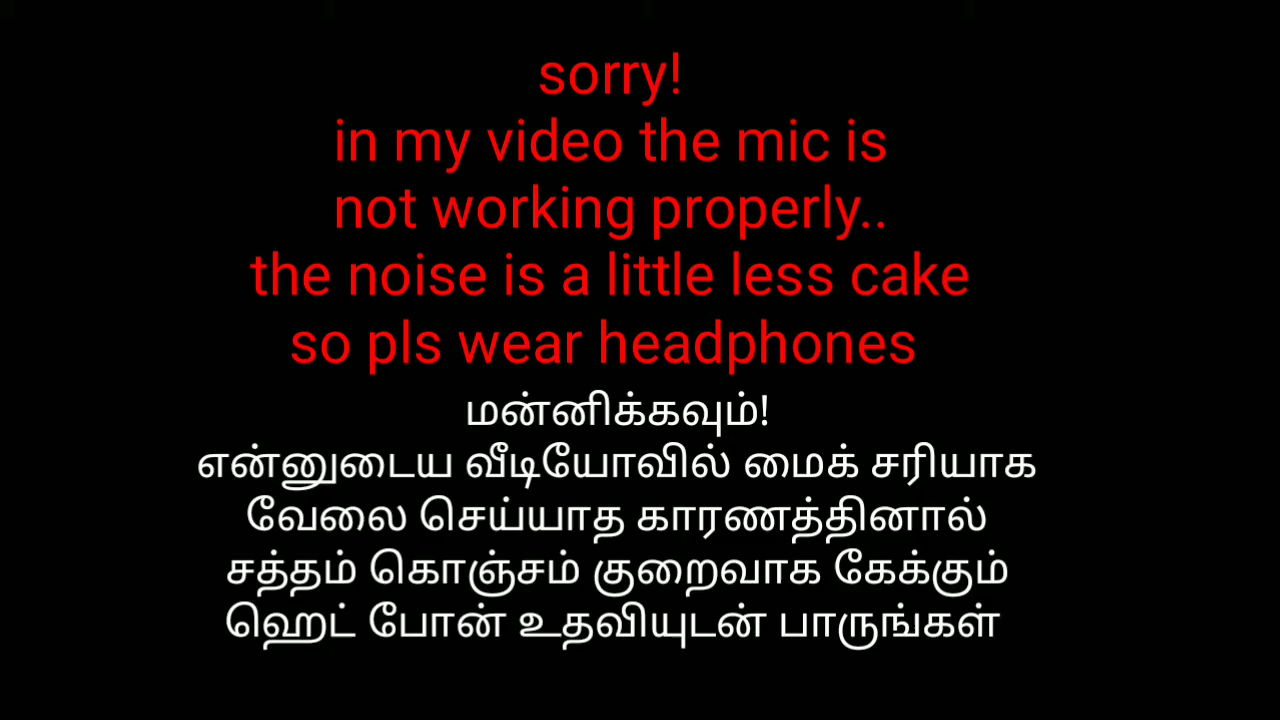 sorry!
in my video the mic is
not working properly..
the noise is a little less cake
so pls wear headphones
மன்னிக்கவும்!
என்னுடைய வீடியோவில் மைக் சரியாக
வேலை செய்யாத காரணத்தினால்
சத்தம் கொஞ்சம் குறைவாக கேக்கும்
ஹெட் போன் உதவியுடன் பாருங்கள்